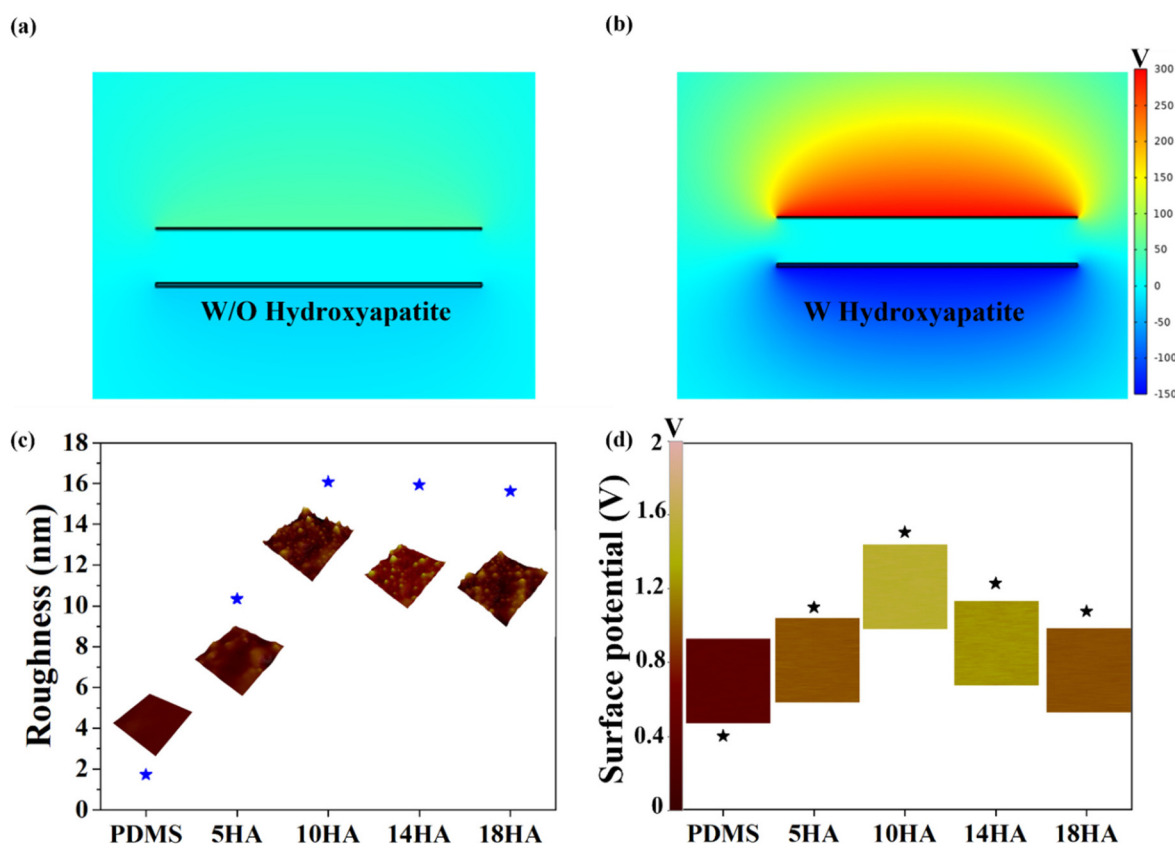 (a)
(b)
V
300
250
200
150
100
50
0
-50
-100
-150
W/O Hydroxyapatite
W Hydroxyapatite
(c)
Roughness (nm)
18
16
14
12
10
8
6
4
2
0
PDMS 5HA 10HA 14HA 18HA
(d)
V
Surface potential (V)
2
1.6
1.2
0.8
0.4
0
PDMS 5HA 10HA 14HA 18HA